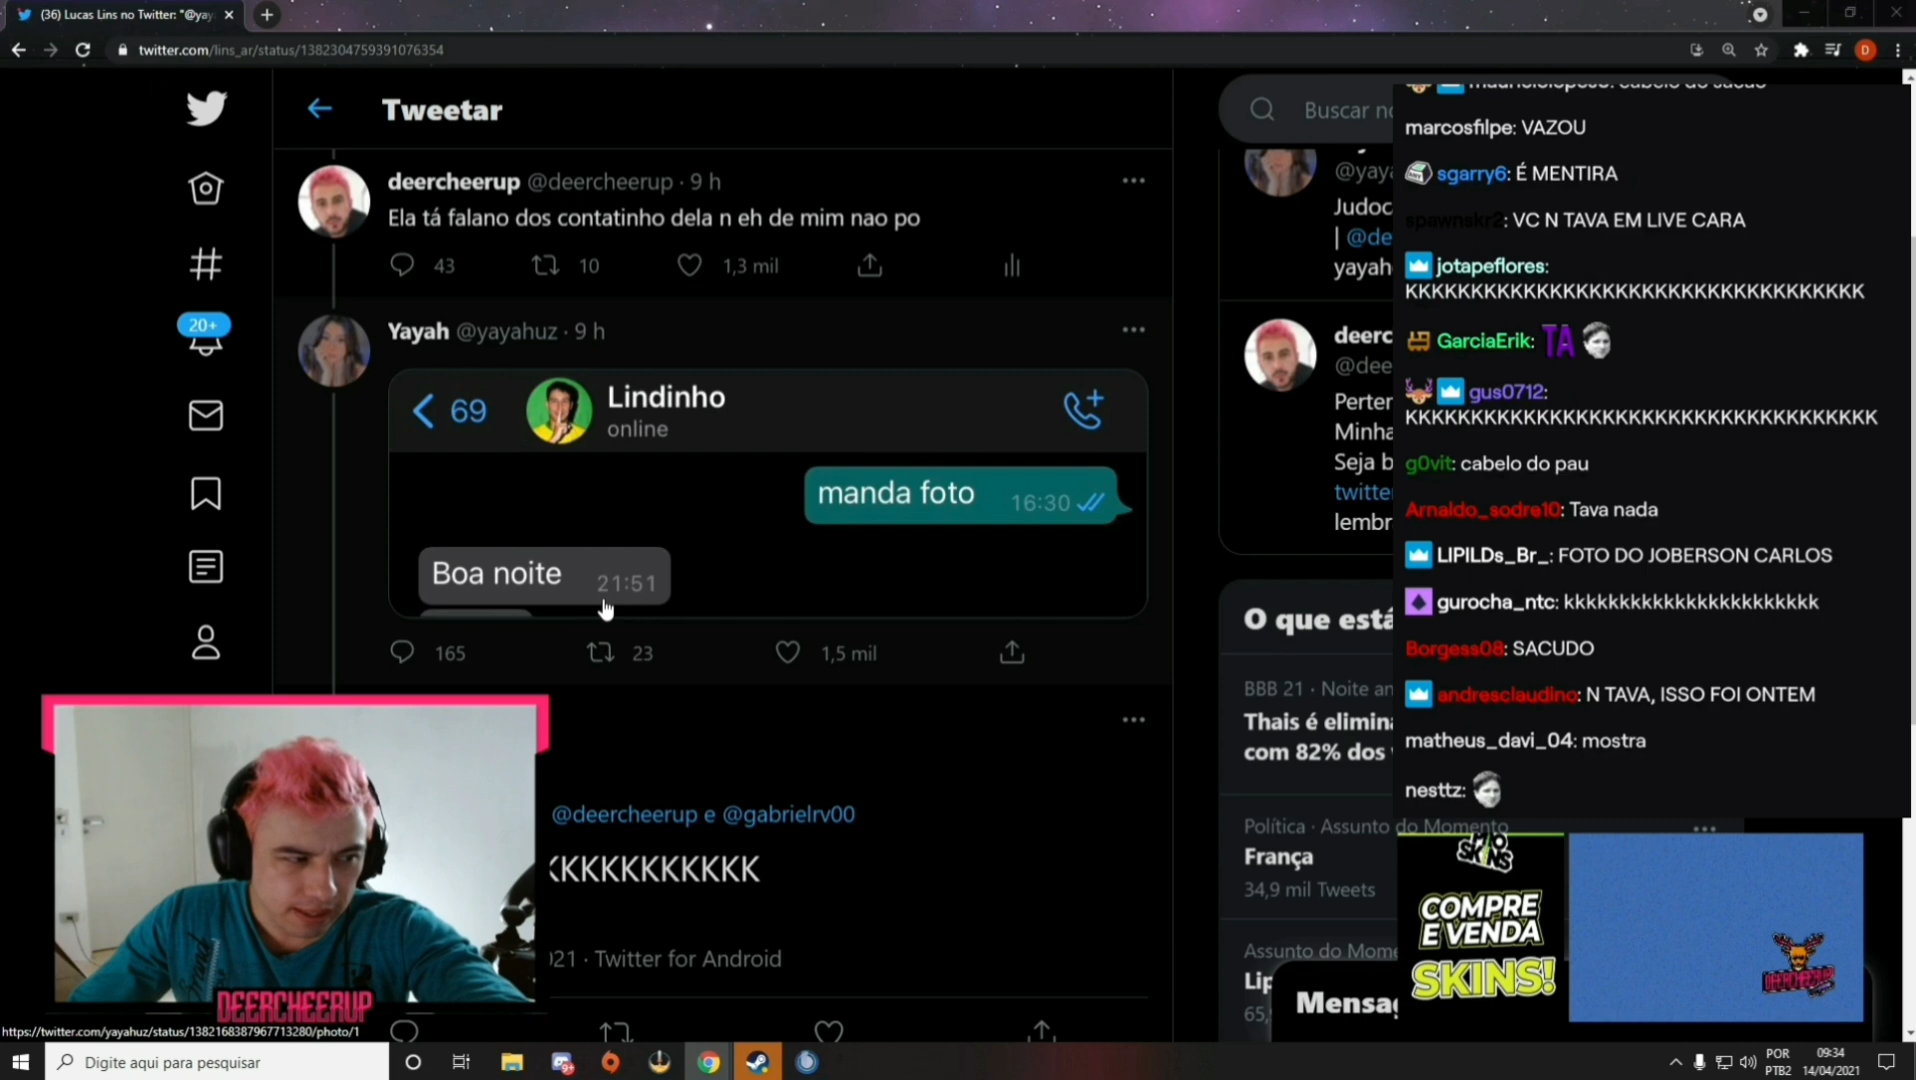 (36) Lucas Lins no Twitter: "@yay
twitter.com/lins_ar/status/1382304759391076354
Tweetar
Buscar no
deercheerup @deercheerup · 9 h
Ela tá falano dos contatinho dela n eh de mim nao po
43 10 1,3 mil
20+
Yayah @yayahuz · 9 h
69
Lindinho
online
manda foto 16:30
Boa noite 21:51
165 23 1,5 mil
@deercheerup e @gabrielrv00
KKKKKKKKKK
021 · Twitter for Android
@yaya
Judoc
| @de
yayah
deerc
@dee
Perter
Minha
Seja b
twitte
lembr
O que está
BBB 21 · Noite an
Thais é elimina
com 82% dos
Política · Assunto do Momento
França
34,9 mil Tweets
Assunto do Mome
Lip
65,
Mensag
marcosfilpe: VAZOU
sgarry6: É MENTIRA
spawnskr2: VC N TAVA EM LIVE CARA
jotapeflores:
KKKKKKKKKKKKKKKKKKKKKKKKKKKKKKKKKKK
GarciaErik: TA
gus0712:
KKKKKKKKKKKKKKKKKKKKKKKKKKKKKKKKKKKK
g0vit: cabelo do pau
Arnaldo_sodre10: Tava nada
LIPILDs_Br_: FOTO DO JOBERSON CARLOS
gurocha_ntc: kkkkkkkkkkkkkkkkkkkkkkk
Borgess08: SACUDO
andresclaudino: N TAVA, ISSO FOI ONTEM
matheus_davi_04: mostra
nesttz:
SKINS
COMPRE
E VENDA
SKINS!
DEERCHEERUP
DEERCHEERUP
https://twitter.com/yayahuz/status/1382168387967713280/photo/1
Digite aqui para pesquisar
POR
PTB2
09:34
14/04/2021